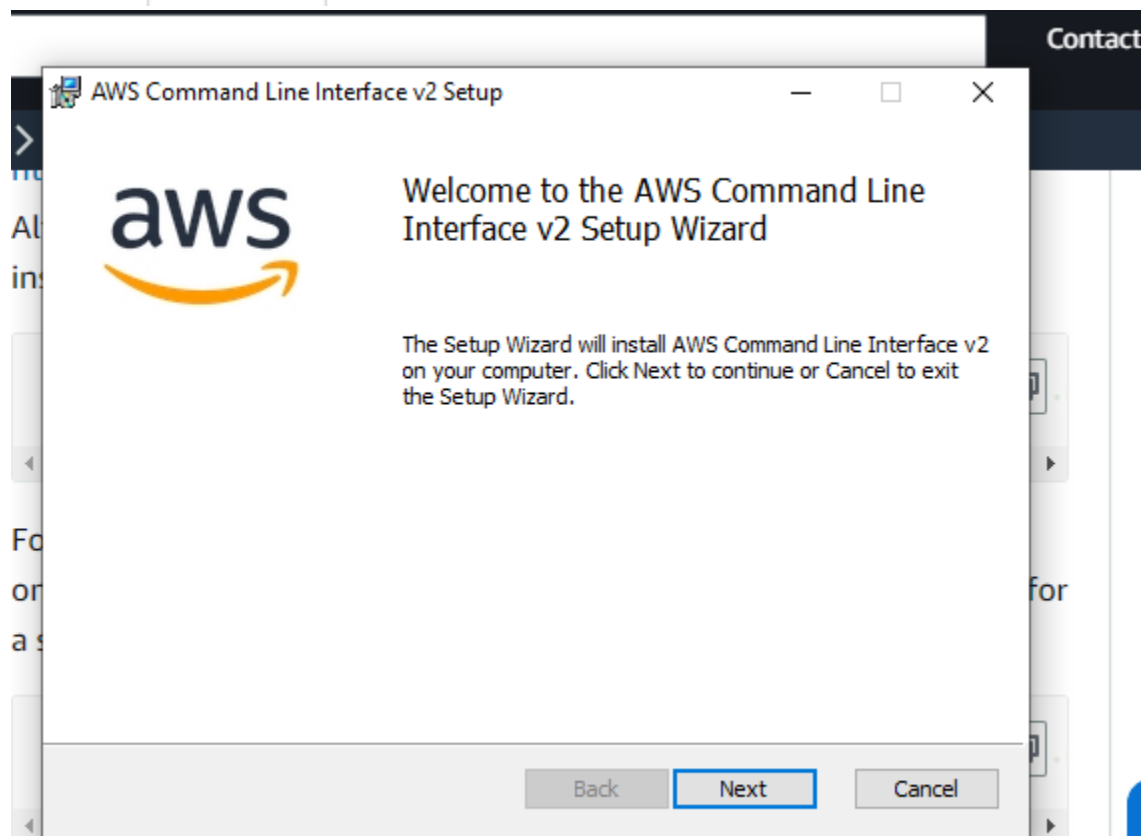 Contact
AWS Command Line Interface v2 Setup
aws
Welcome to the AWS Command Line
Interface v2 Setup Wizard
The Setup Wizard will install AWS Command Line Interface v2
on your computer. Click Next to continue or Cancel to exit
the Setup Wizard.
for
Back Next Cancel